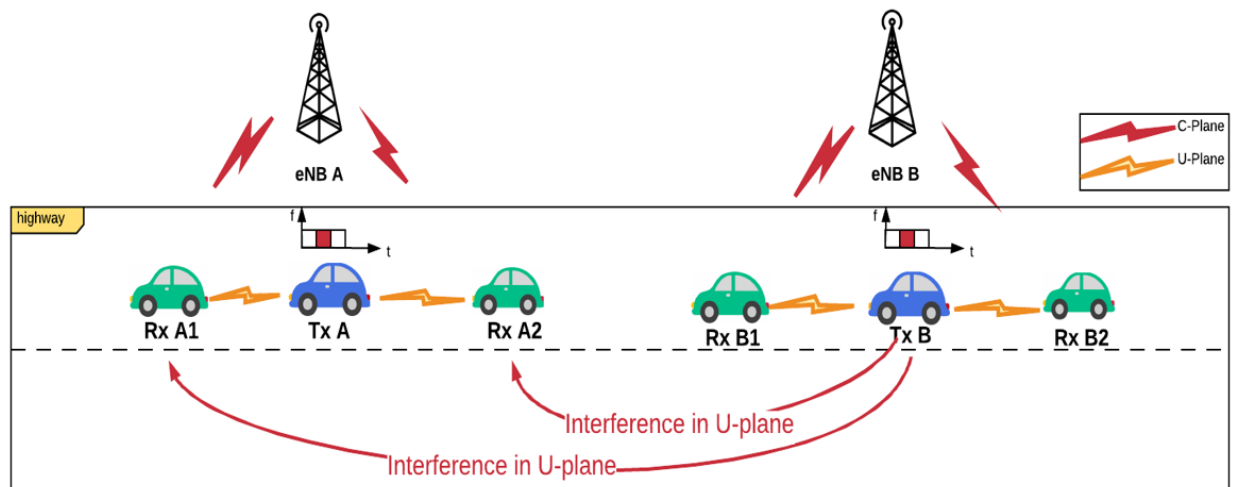 eNB A
eNB B
C-Plane
U-Plane
highway
f
t
f
t
Rx A1
Tx A
Rx A2
Rx B1
Tx B
Rx B2
Interference in U-plane
Interference in U-plane